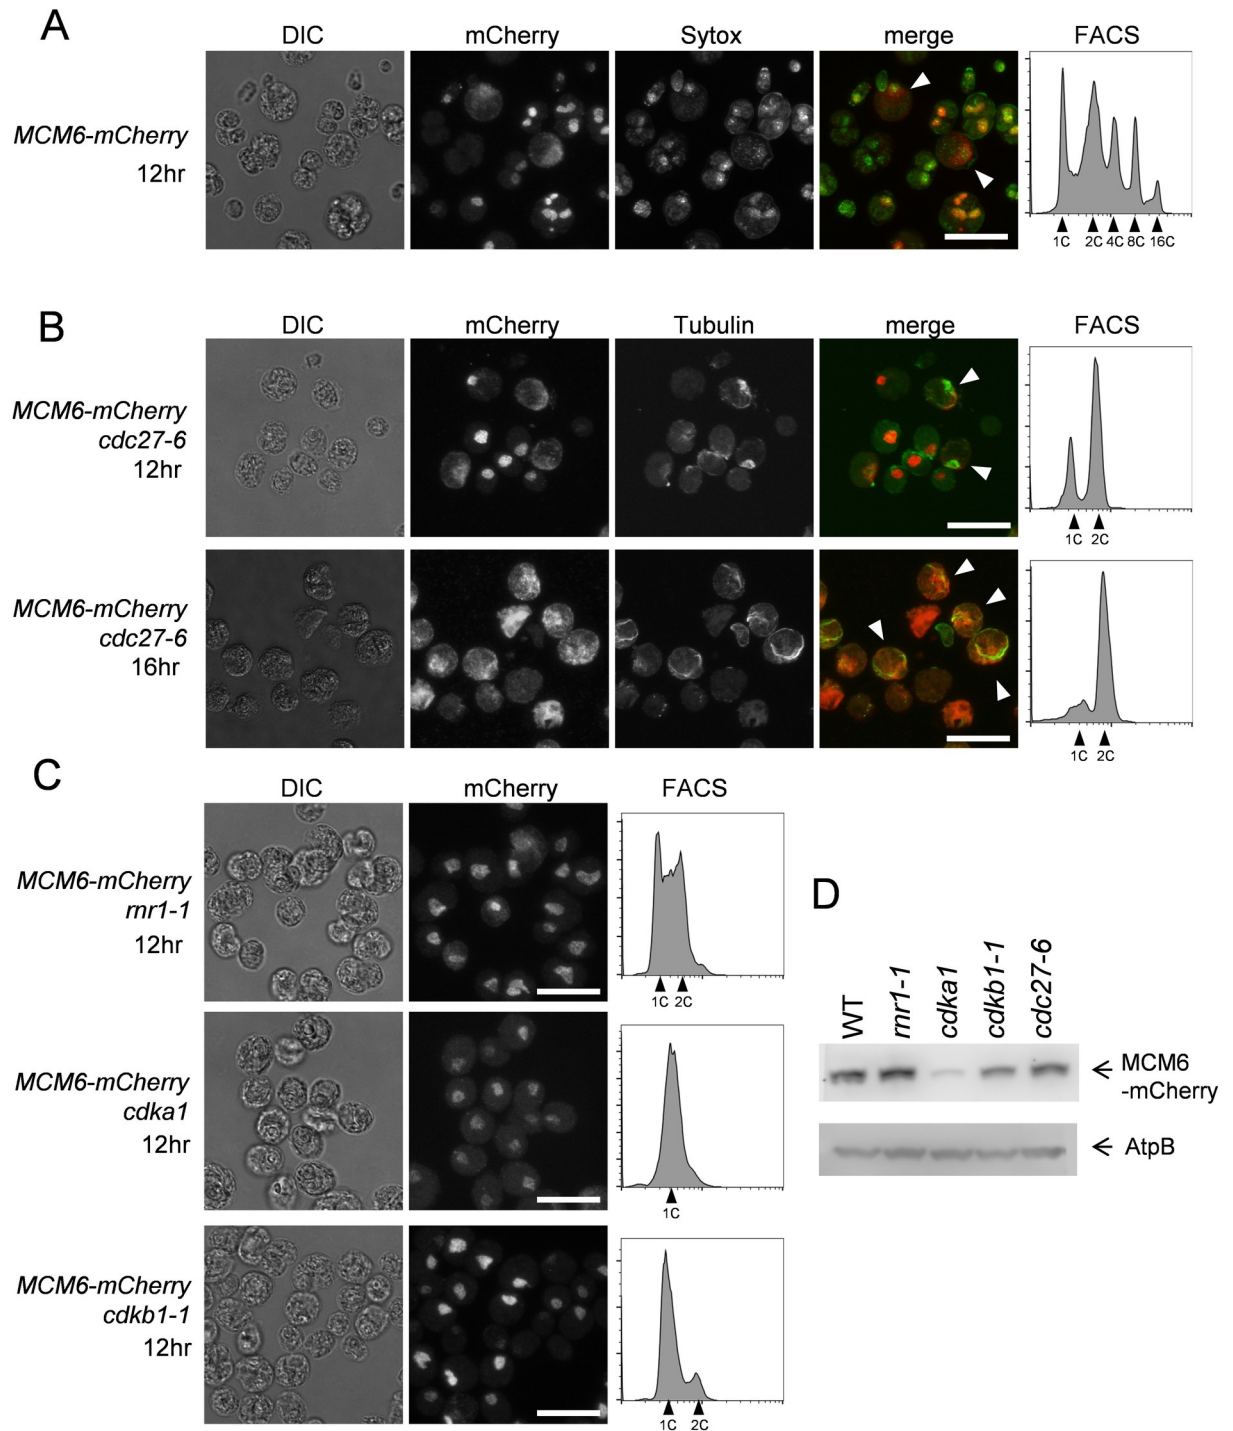 A
DIC mCherry Sytox merge FACS
MCM6-mCherry
12hr
1C 2C 4C 8C 16C
B
DIC mCherry Tubulin merge FACS
MCM6-mCherry
cdc27-6
12hr
1C 2C
MCM6-mCherry
cdc27-6
16hr
1C 2C
C
DIC mCherry FACS
MCM6-mCherry
rnr1-1
12hr
1C 2C
MCM6-mCherry
cdka1
12hr
1C
MCM6-mCherry
cdkb1-1
12hr
1C 2C
D
WT rnr1-1 cdka1 cdkb1-1 cdc27-6
MCM6
-mCherry
AtpB